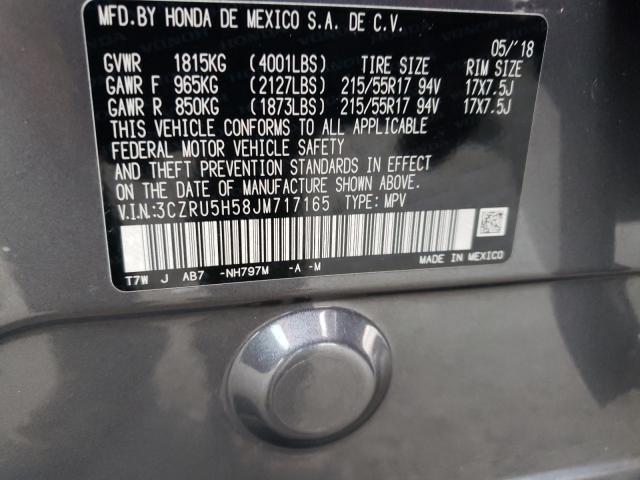 MFD.BY HONDA DE MEXICO S.A. DE C.V.
05/'18
GVWR 1815KG (4001LBS) TIRE SIZE RIM SIZE
GAWR F 965KG (2127LBS) 215/55R17 94V 17X7.5J
GAWR R 850KG (1873LBS) 215/55R17 94V 17X7.5J
THIS VEHICLE CONFORMS TO ALL APPLICABLE
FEDERAL MOTOR VEHICLE SAFETY
AND THEFT PREVENTION STANDARDS IN EFFECT
ON THE DATE OF MANUFACTURE SHOWN ABOVE.
V.I.N.:3CZRU5H58JM717165 TYPE: MPV
T7W J AB7 -NH797M -A -M
MADE IN MEXICO